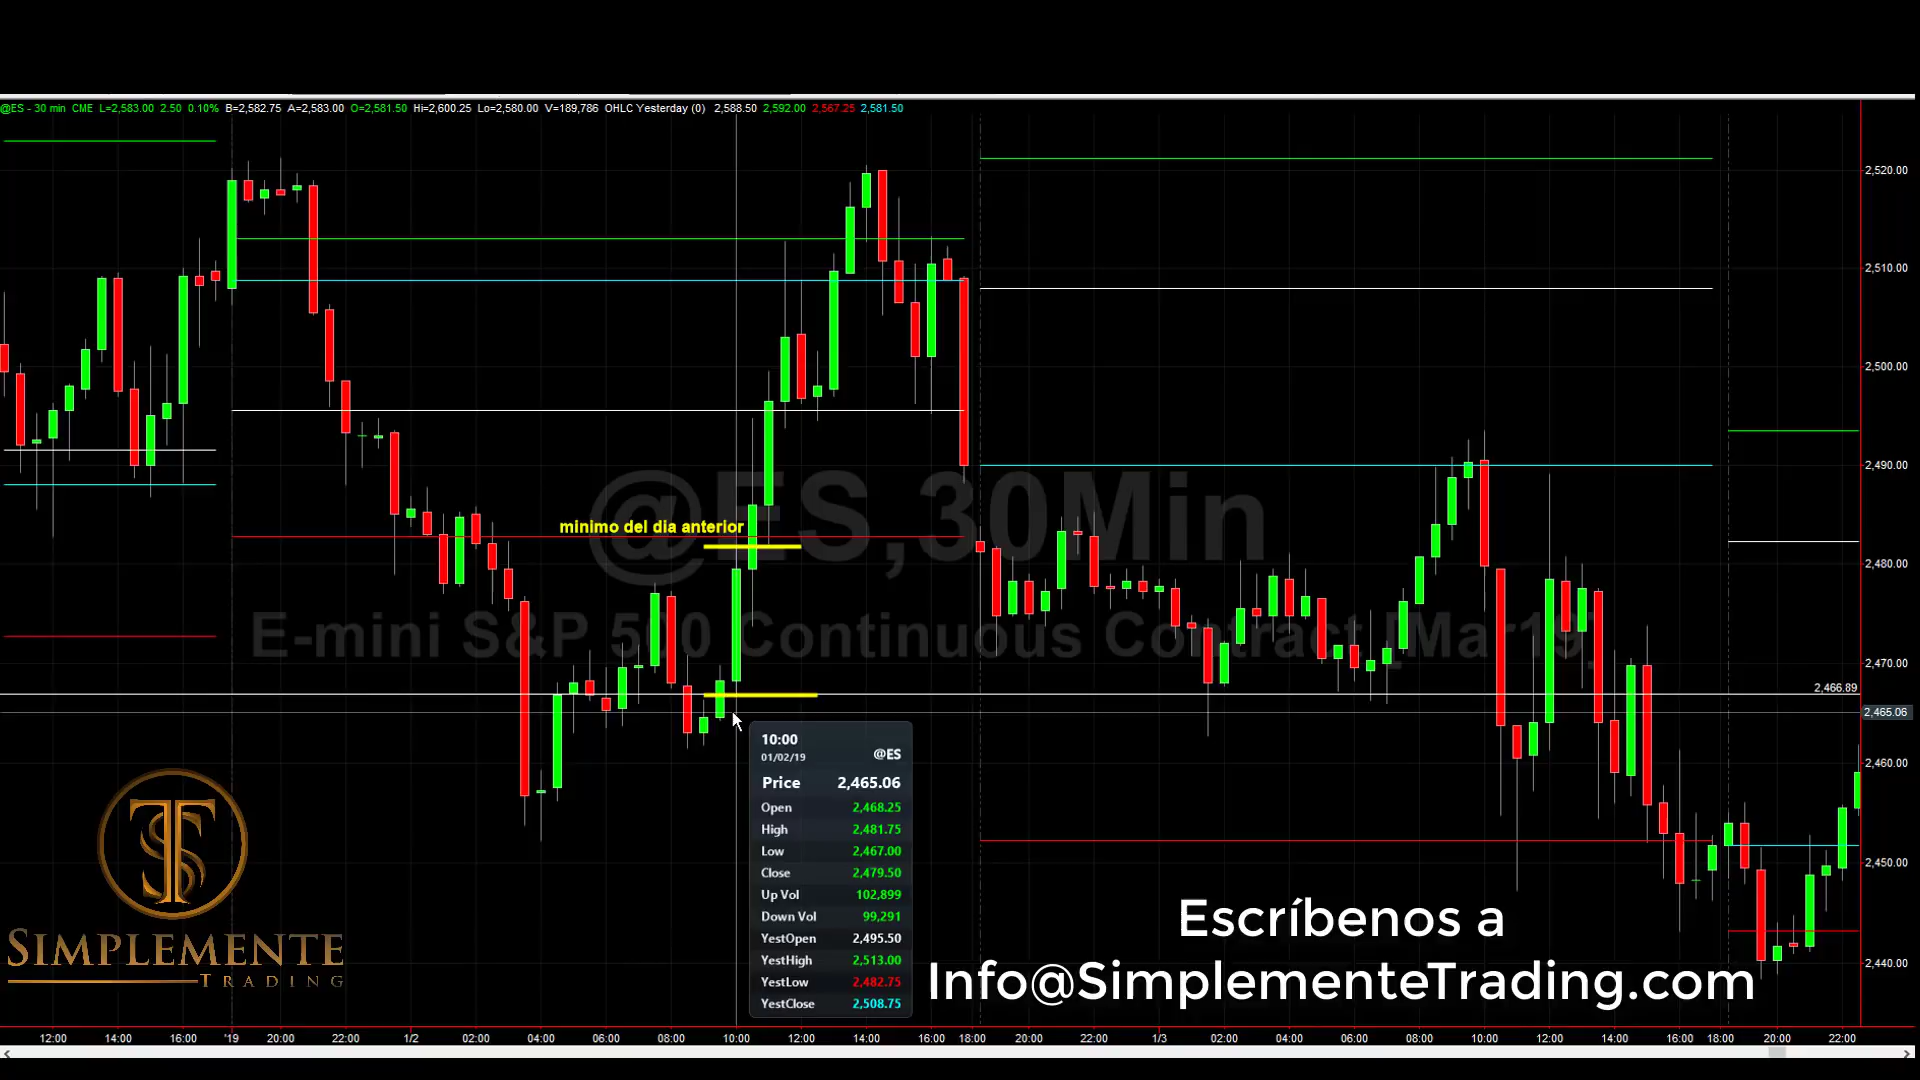 @ES - 30 min CME L=2,583.00 2.50 0.10% B=2,582.75 A=2,583.00 O=2,581.50 Hi=2,600.25 Lo=2,580.00 V=189,786 OHLC Yesterday (0) 2,588.50 2,592.00 2,567.25 2,581.50
2,520.00
2,510.00
2,500.00
2,490.00
@ES,30Min
minimo del dia anterior
2,480.00
E-mini S&P 500 Continuous Contract [Mar19]
2,470.00
2,466.89
2,465.06
10:00
01/02/19 @ES
Price 2,465.06
Open 2,468.25
High 2,481.75
Low 2,467.00
Close 2,479.50
Up Vol 102,899
Down Vol 99,291
YestOpen 2,495.50
YestHigh 2,513.00
YestLow 2,482.75
YestClose 2,508.75
2,460.00
2,450.00
2,440.00
TS
SIMPLEMENTE
TRADING
Escríbenos a
Info@SimplementeTrading.com
12:00 14:00 16:00 '19 20:00 22:00 1/2 02:00 04:00 06:00 08:00 10:00 12:00 14:00 16:00 18:00 20:00 22:00 1/3 02:00 04:00 06:00 08:00 10:00 12:00 14:00 16:00 18:00 20:00 22:00